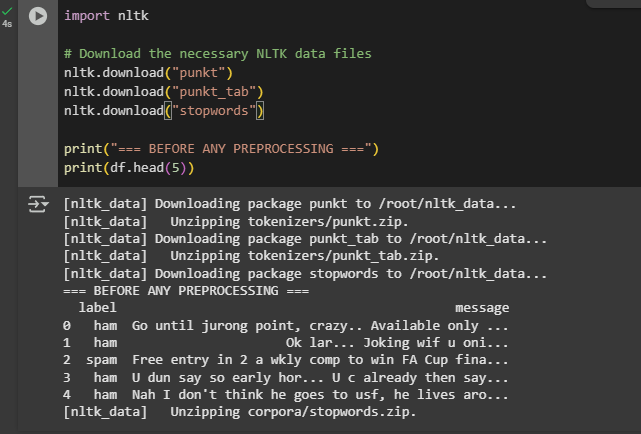 4s
import nltk
# Download the necessary NLTK data files
nltk.download("punkt")
nltk.download("punkt_tab")
nltk.download("stopwords")
print("=== BEFORE ANY PREPROCESSING ===")
print(df.head(5))
[nltk_data] Downloading package punkt to /root/nltk_data...
[nltk_data]   Unzipping tokenizers/punkt.zip.
[nltk_data] Downloading package punkt_tab to /root/nltk_data...
[nltk_data]   Unzipping tokenizers/punkt_tab.zip.
[nltk_data] Downloading package stopwords to /root/nltk_data...
=== BEFORE ANY PREPROCESSING ===
  label                                            message
0   ham  Go until jurong point, crazy.. Available only ...
1   ham                      Ok lar... Joking wif u oni...
2  spam  Free entry in 2 a wkly comp to win FA Cup fina...
3   ham  U dun say so early hor... U c already then say...
4   ham  Nah I don't think he goes to usf, he lives aro...
[nltk_data]   Unzipping corpora/stopwords.zip.